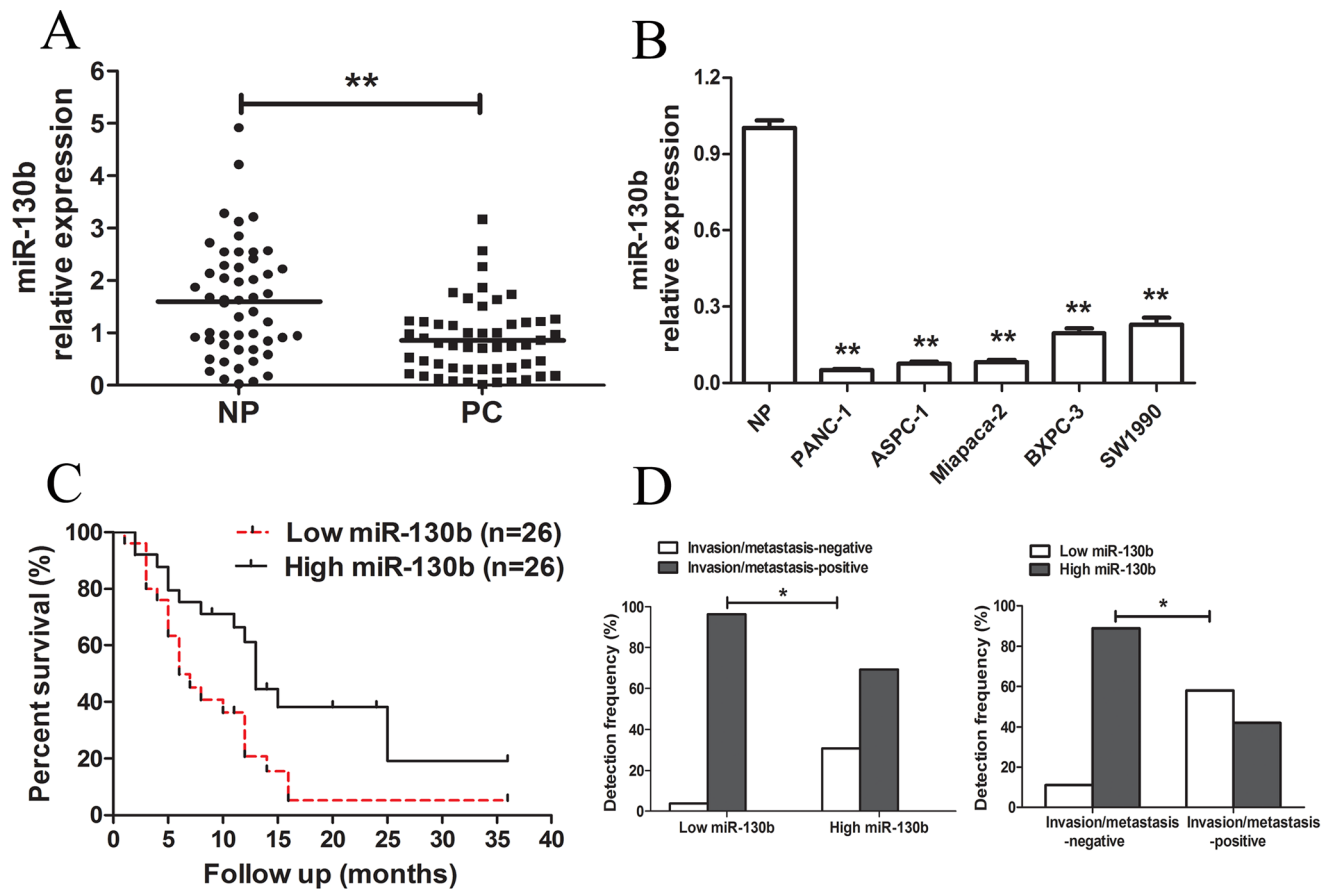 A
miR-130b
relative expression
6
5
4
3
2
1
0
**
NP
PC
B
miR-130b
relative expression
1.2
0.9
0.6
0.3
0.0
**
**
**
**
**
NP
PANC-1
ASPC-1
Miapaca-2
BXPC-3
SW1990
C
Percent survival (%)
100
80
60
40
20
0
Low miR-130b (n=26)
High miR-130b (n=26)
0
5
10
15
20
25
30
35
40
Follow up (months)
D
Invasion/metastasis-negative
Invasion/metastasis-positive
Detection frequency (%)
100
80
60
40
20
0
*
Low miR-130b
High miR-130b
Low miR-130b
High miR-130b
Detection frequency (%)
100
80
60
40
20
0
*
Invasion/metastasis
-negative
Invasion/metastasis
-positive